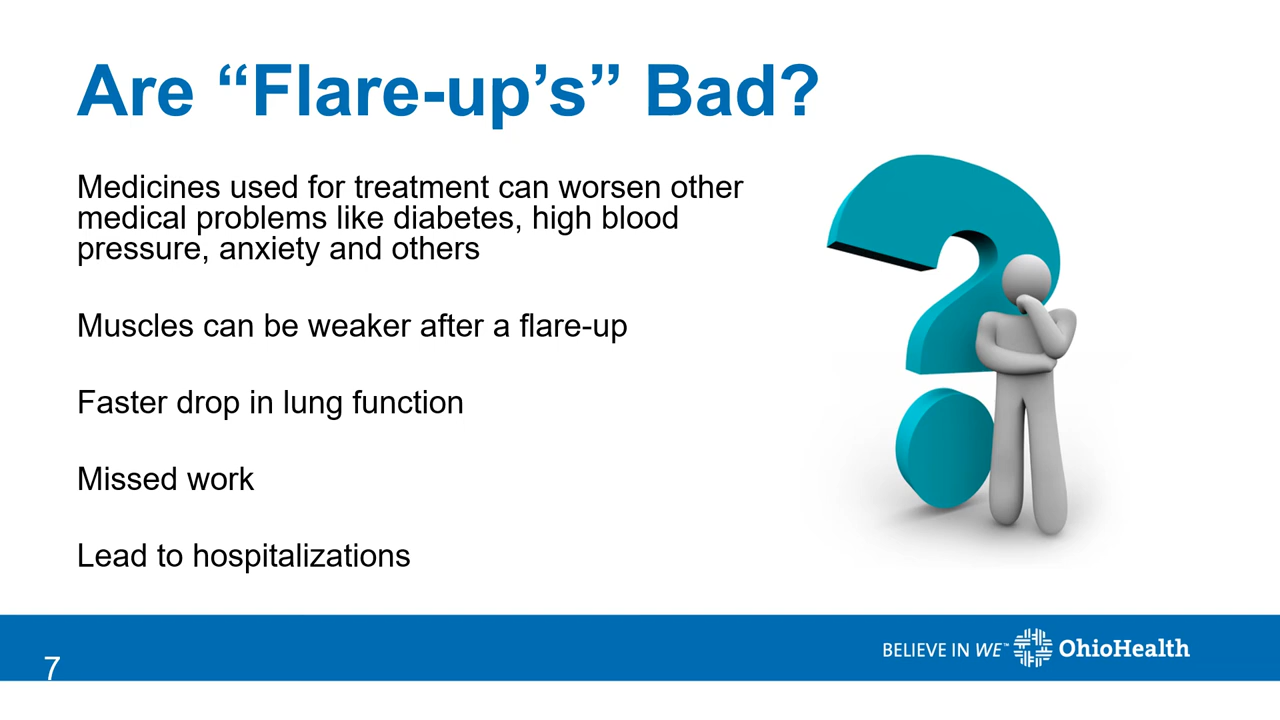 Are “Flare-up’s” Bad?
Medicines used for treatment can worsen other
medical problems like diabetes, high blood
pressure, anxiety and others
Muscles can be weaker after a flare-up
Faster drop in lung function
Missed work
Lead to hospitalizations
7
BELIEVE IN WE™ OhioHealth